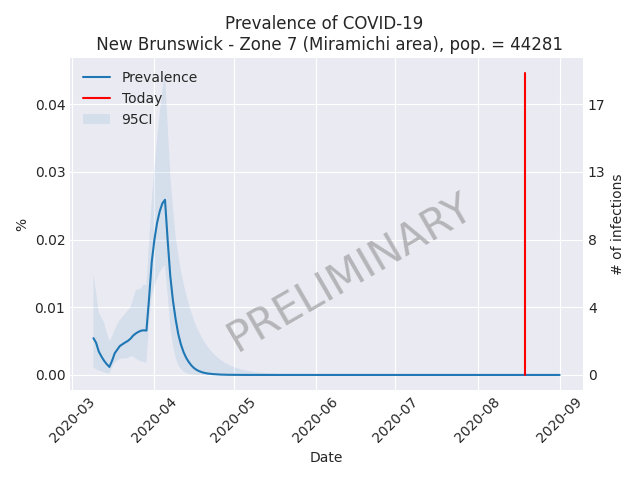 Prevalence of COVID-19
New Brunswick - Zone 7 (Miramichi area), pop. = 44281
Prevalence
Today
95CI
0.04
0.03
0.02
0.01
0.00
%
17
13
8
4
0
# of infections
PRELIMINARY
2020-03
2020-04
2020-05
2020-06
2020-07
2020-08
2020-09
Date